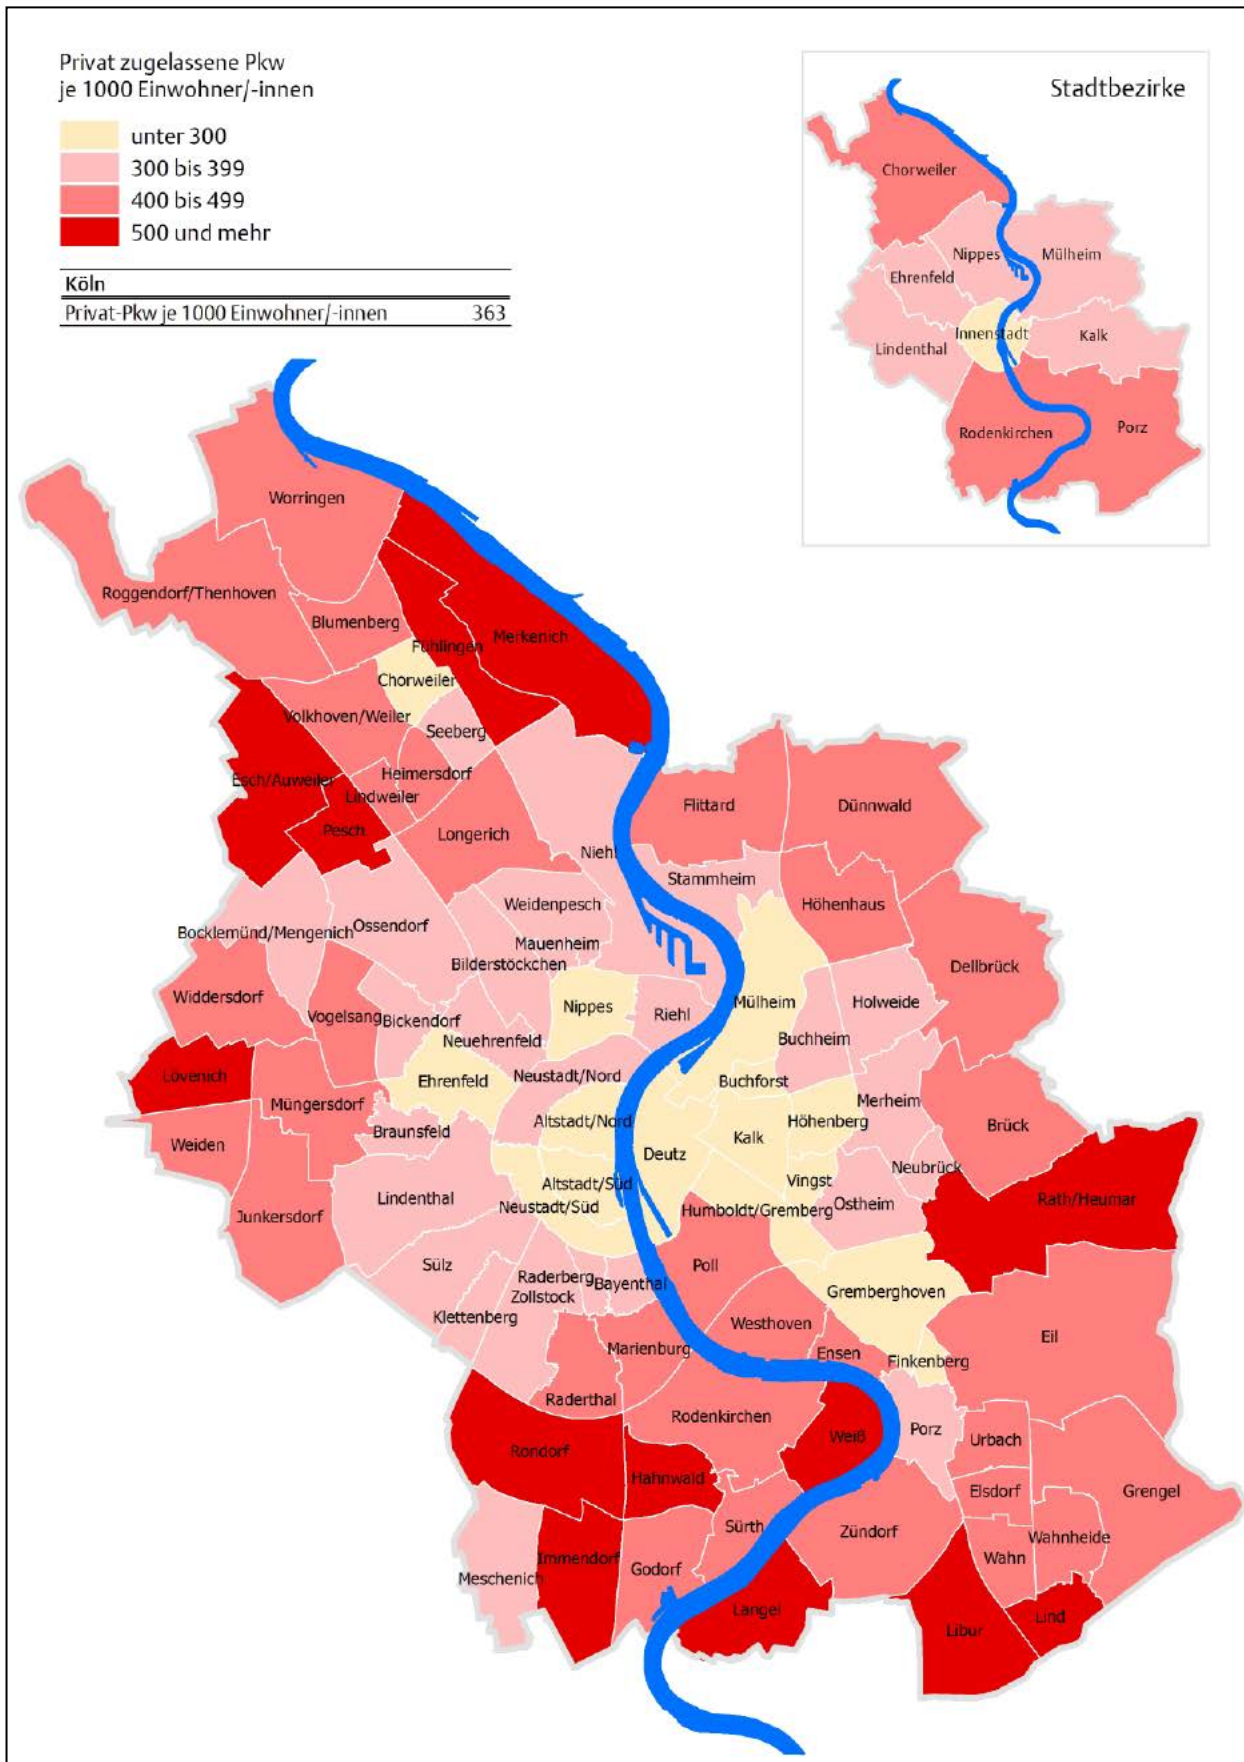 Privat zugelassene Pkw
je 1000 Einwohner/-innen
unter 300
300 bis 399
400 bis 499
500 und mehr
Köln
Privat-Pkw je 1000 Einwohner/-innen 363
Stadtbezirke
Chorweiler
Nippes
Mülheim
Ehrenfeld
Innenstadt
Kalk
Lindenthal
Rodenkirchen
Porz
Worringen
Roggendorf/Thenhoven
Blumenberg
Fühlingen
Merkenich
Chorweiler
Volkhoven/Weiler
Seeberg
Esch/Auweiler
Heimersdorf
Lindweiler
Pesch
Longerich
Niehl
Flittard
Dünnwald
Stammheim
Höhenhaus
Weidenpesch
Ossendorf
Bocklemünd/Mengenich
Mauenheim
Bilderstöckchen
Dellbrück
Widdersdorf
Vogelsang
Bickendorf
Nippes
Riehl
Mülheim
Holweide
Buchheim
Neuehrenfeld
Lövenich
Ehrenfeld
Neustadt/Nord
Buchforst
Müngersdorf
Merheim
Altstadt/Nord
Höhenberg
Brück
Braunsfeld
Kalk
Weiden
Deutz
Neubrück
Vingst
Altstadt/Süd
Lindenthal
Neustadt/Süd
Humboldt/Gremberg
Ostheim
Rath/Heumar
Junkersdorf
Sülz
Raderberg
Bayenthal
Zollstock
Poll
Gremberghoven
Klettenberg
Westhoven
Eil
Marienburg
Ensen
Finkenberg
Raderthal
Rodenkirchen
Weiß
Porz
Urbach
Rondorf
Hahnwald
Elsdorf
Grengel
Sürth
Zündorf
Wahnheide
Wahn
Immendorf
Godorf
Meschenich
Langel
Lind
Libur